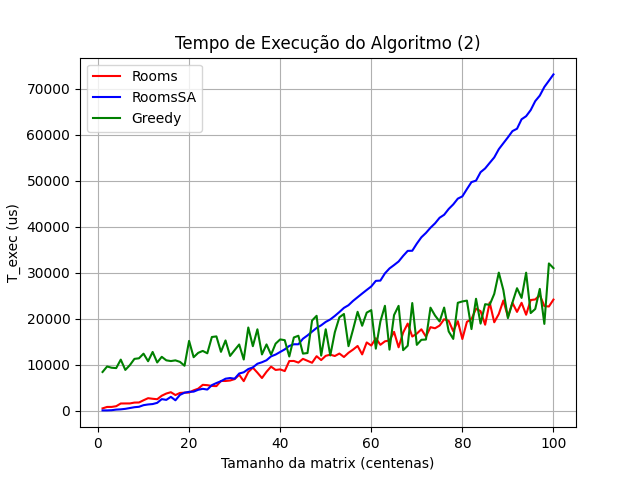 Tempo de Execução do Algoritmo (2)
Rooms
RoomsSA
Greedy
T_exec (us)
70000
60000
50000
40000
30000
20000
10000
0
0 20 40 60 80 100
Tamanho da matrix (centenas)